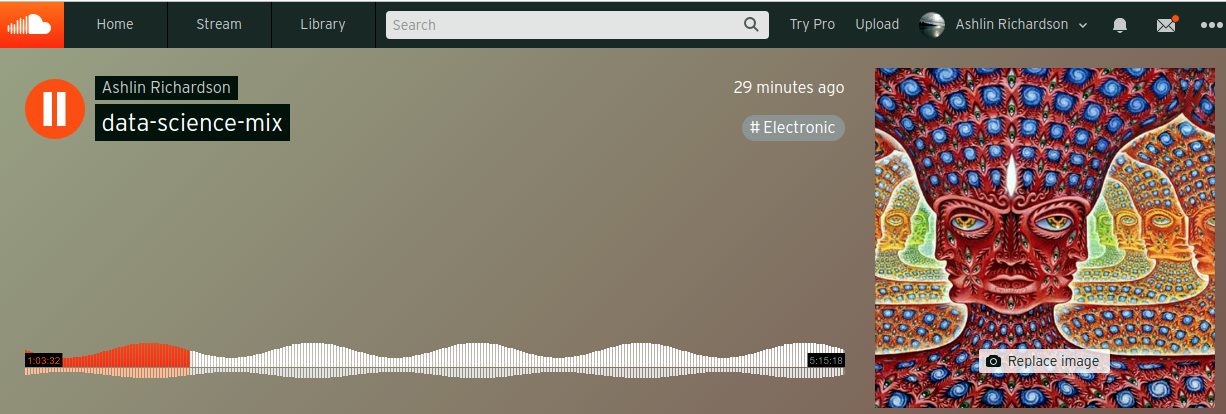 Home Stream Library Search Try Pro Upload Ashlin Richardson
Ashlin Richardson
29 minutes ago
data-science-mix
# Electronic
1:03:32
5:15:18
Replace image